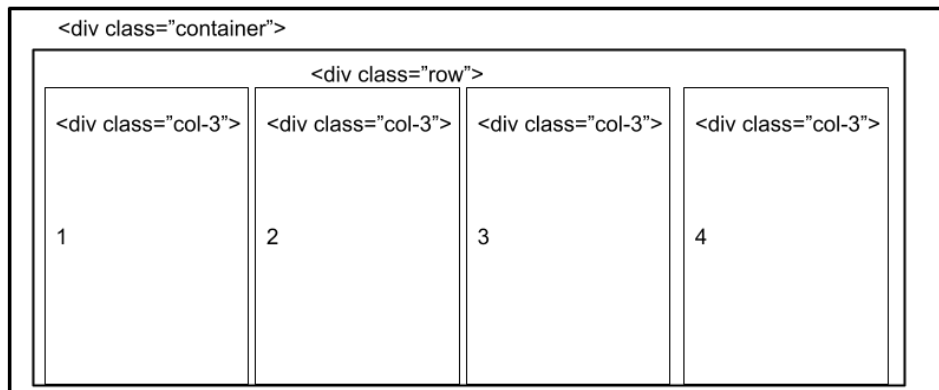 <div class=”container”>
<div class=”row”>
<div class=”col-3”> <div class=”col-3”> <div class=”col-3”> <div class=”col-3”>
1 2 3 4